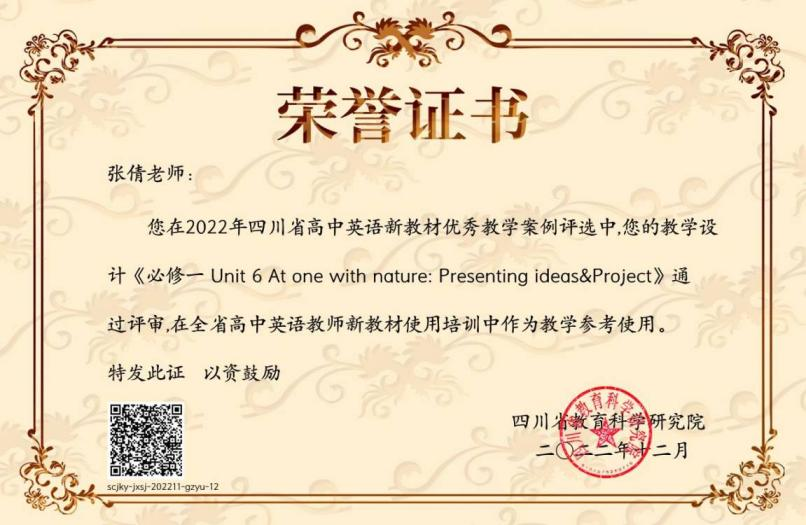 荣誉证书
张倩老师:
您在2022年四川省高中英语新教材优秀教学案例评选中,您的教学设
计《必修一 Unit 6 At one with nature: Presenting ideas&Project》通
过评审,在全省高中英语教师新教材使用培训中作为教学参考使用。
特发此证 以资鼓励
四川省教育科学研究院
二〇二二年十二月
scjky-jxsj-202211-gzyu-12